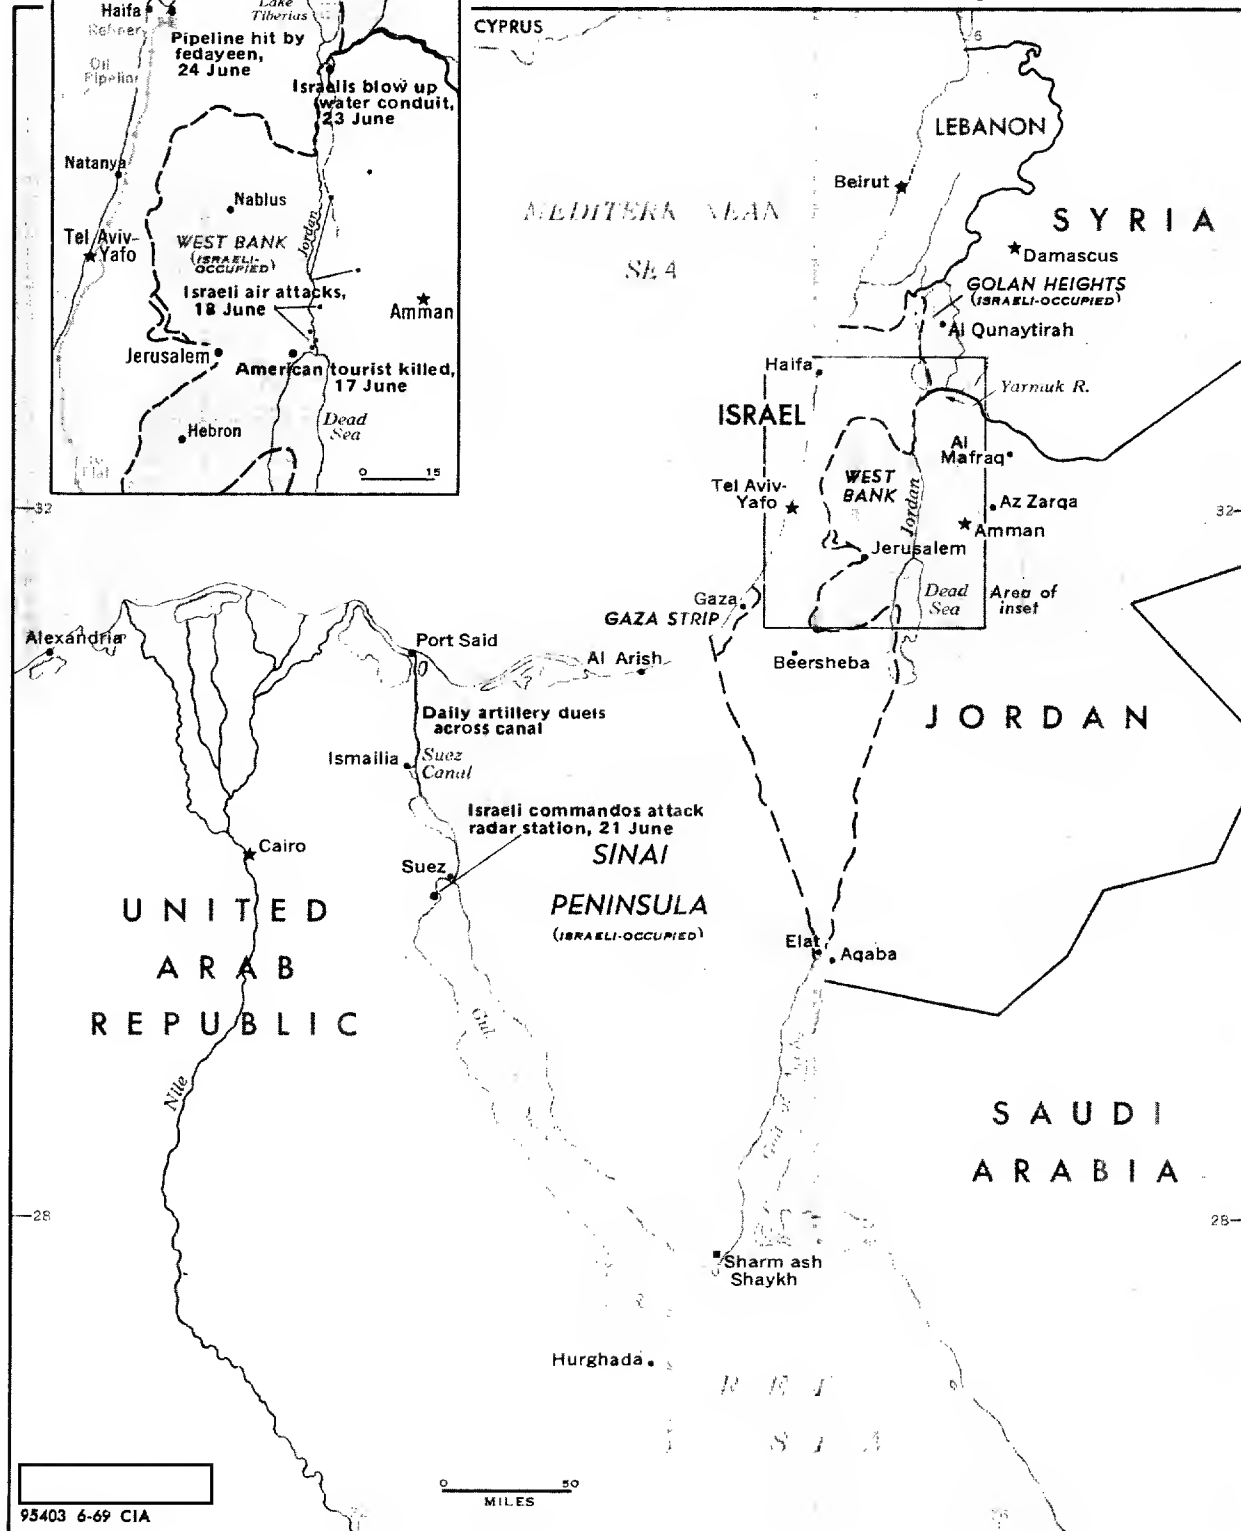 Haifa
Lake
Tiberias
Pipeline hit by
fedayeen,
24 June
Oil
Pipeline
Israelis blow up
water conduit,
23 June
Natanya
Nablus
Tel Aviv-
Yafo
WEST BANK
(ISRAELI-
OCCUPIED)
Jordan
Israeli air attacks,
18 June
Amman
Jerusalem
American tourist killed,
17 June
Hebron
Dead
Sea
0 15
CYPRUS
LEBANON
Beirut
MEDITERRANEAN
SEA
SYRIA
Damascus
GOLAN HEIGHTS
(ISRAELI-OCCUPIED)
Al Qunaytirah
Haifa
Yarmuk R.
ISRAEL
Al
Mafraq
WEST
BANK
Tel Aviv-
Yafo
Jordan
Az Zarqa
32
32
Amman
Jerusalem
Dead
Sea
Area of
inset
Gaza
GAZA STRIP
Alexandria
Port Said
Al Arish
Beersheba
JORDAN
Daily artillery duels
across canal
Ismailia
Suez
Canal
Israeli commandos attack
radar station, 21 June
Cairo
Suez
SINAI
PENINSULA
(ISRAELI-OCCUPIED)
UNITED
ARAB
REPUBLIC
Elat
Aqaba
Nile
SAUDI
ARABIA
28
28
Sharm ash
Shaykh
Hurghada
RED
SEA
0 50
MILES
95403 6-69 CIA